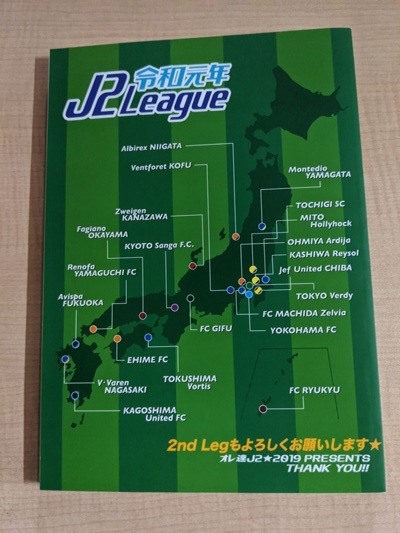 令和元年
J2 League
Albirex NIIGATA
Ventforet KOFU
Montedio
YAMAGATA
Zweigen
KANAZAWA
TOCHIGI SC
MITO
Hollyhock
Fagiano
OKAYAMA
KYOTO Sanga F.C.
OHMIYA Ardija
KASHIWA Reysol
Jef United CHIBA
Renofa
YAMAGUCHI FC
TOKYO Verdy
Avispa
FUKUOKA
FC MACHIDA Zelvia
FC GIFU
YOKOHAMA FC
EHIME FC
V･Varen
NAGASAKI
TOKUSHIMA
Vortis
FC RYUKYU
KAGOSHIMA
United FC
2nd Legもよろしくお願いします★
オレ達J2★2019 PRESENTS
THANK YOU!!